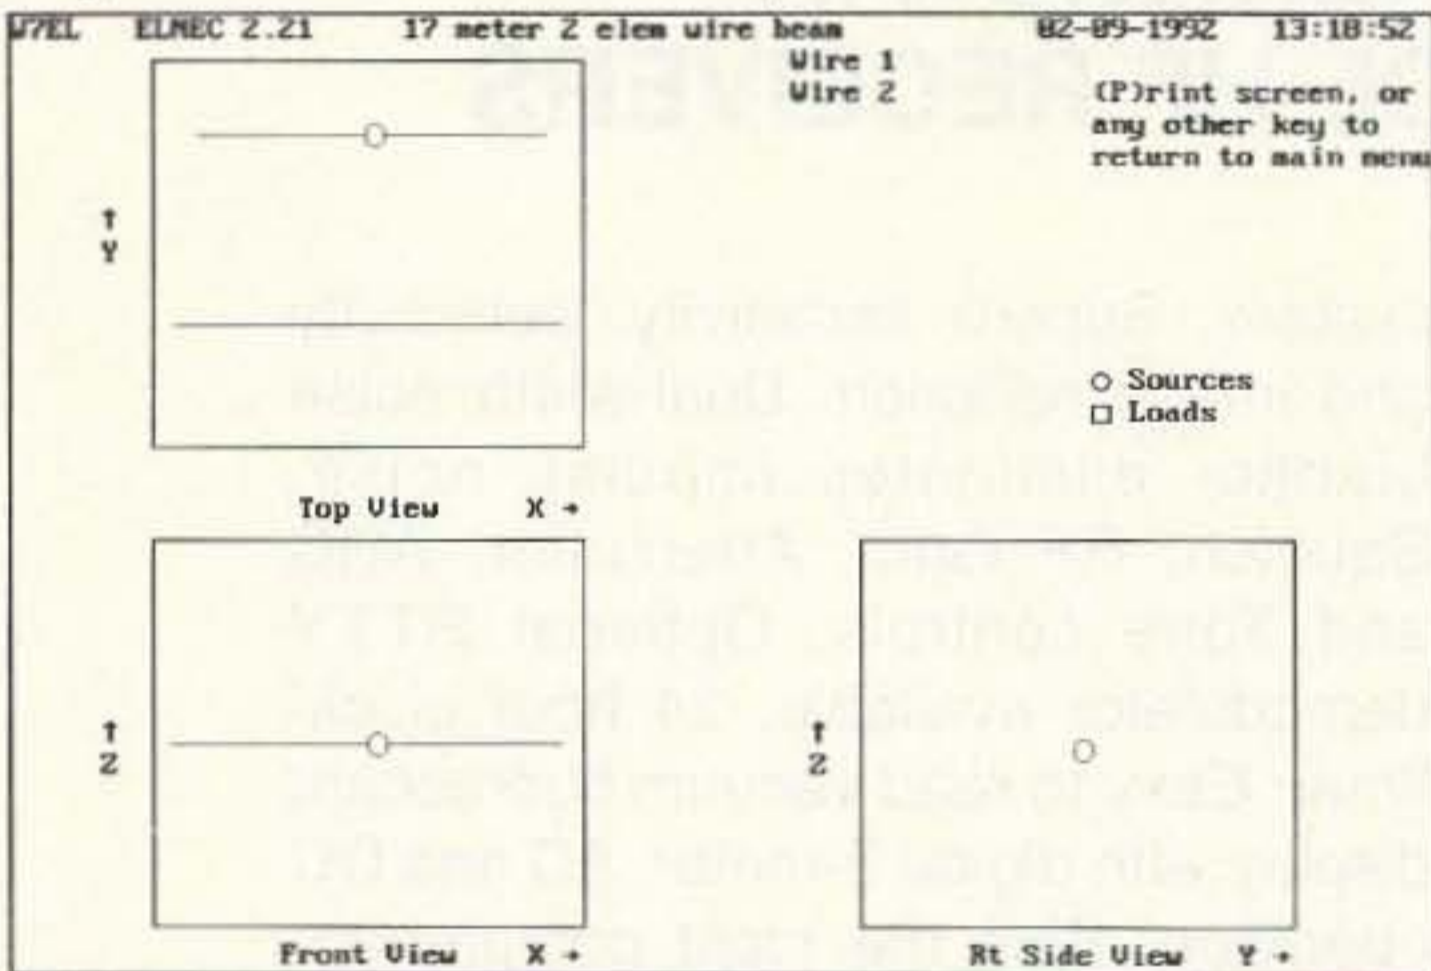 W7EL ELNEC 2.21 17 meter 2 elem wire beam 02-09-1992 13:18:52
Wire 1
Wire 2
(P)rint screen, or
any other key to
return to main menu
↑
Y
○ Sources
□ Loads
Top View X →
↑
Z
↑
Z
Front View X →
Rt Side View Y →